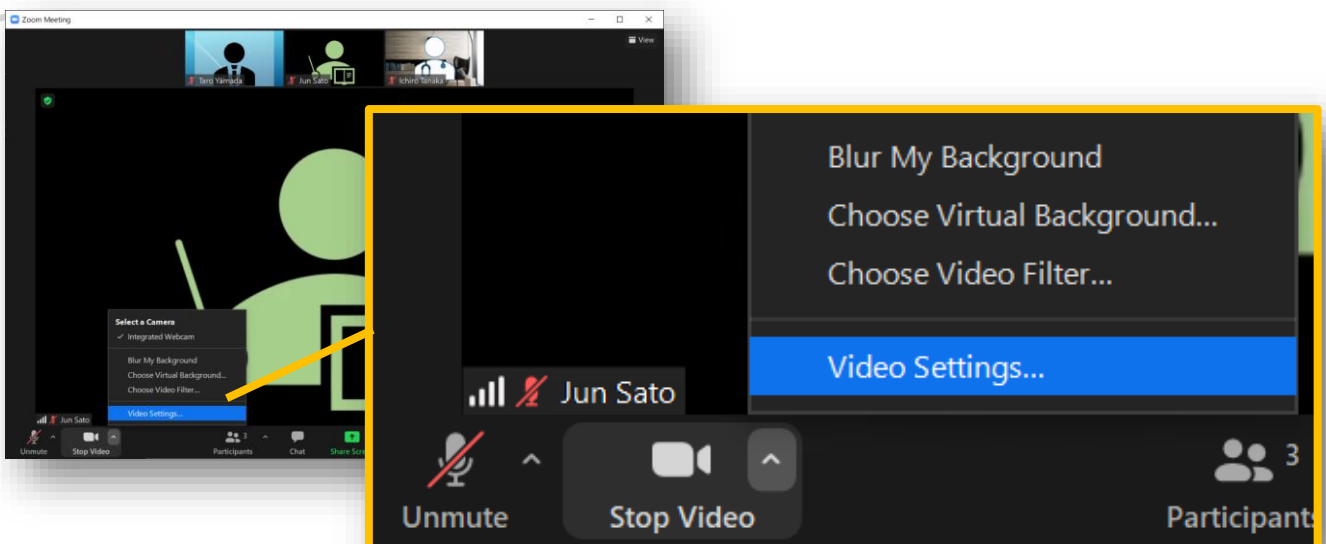 Zoom Meeting
View
Taro Yamada
Jun Sato
Ichiro Tanaka
Select a Camera
✓ Integrated Webcam
Blur My Background
Choose Virtual Background...
Choose Video Filter...
Video Settings...
Jun Sato
Unmute
Stop Video
3
Participants
Chat
Share Scre
Blur My Background
Choose Virtual Background...
Choose Video Filter...
Video Settings...
Jun Sato
3
Unmute
Stop Video
Participants